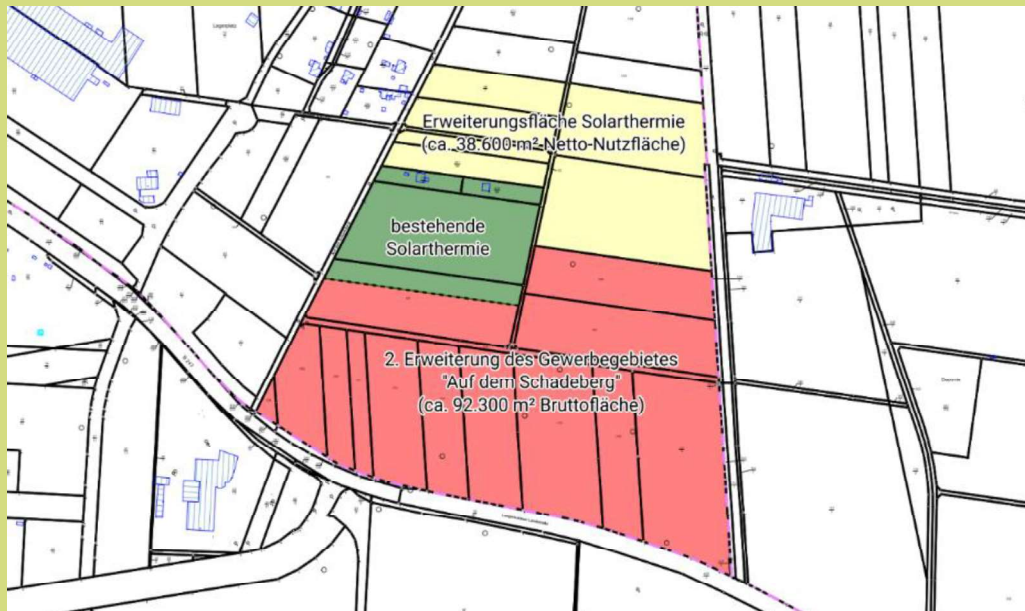 Lagerplatz
Erweiterungsfläche Solarthermie
(ca. 38.600 m² Netto-Nutzfläche)
bestehende
Solarthermie
2. Erweiterung des Gewerbegebietes
"Auf dem Schadeberg"
(ca. 92.300 m² Bruttofläche)